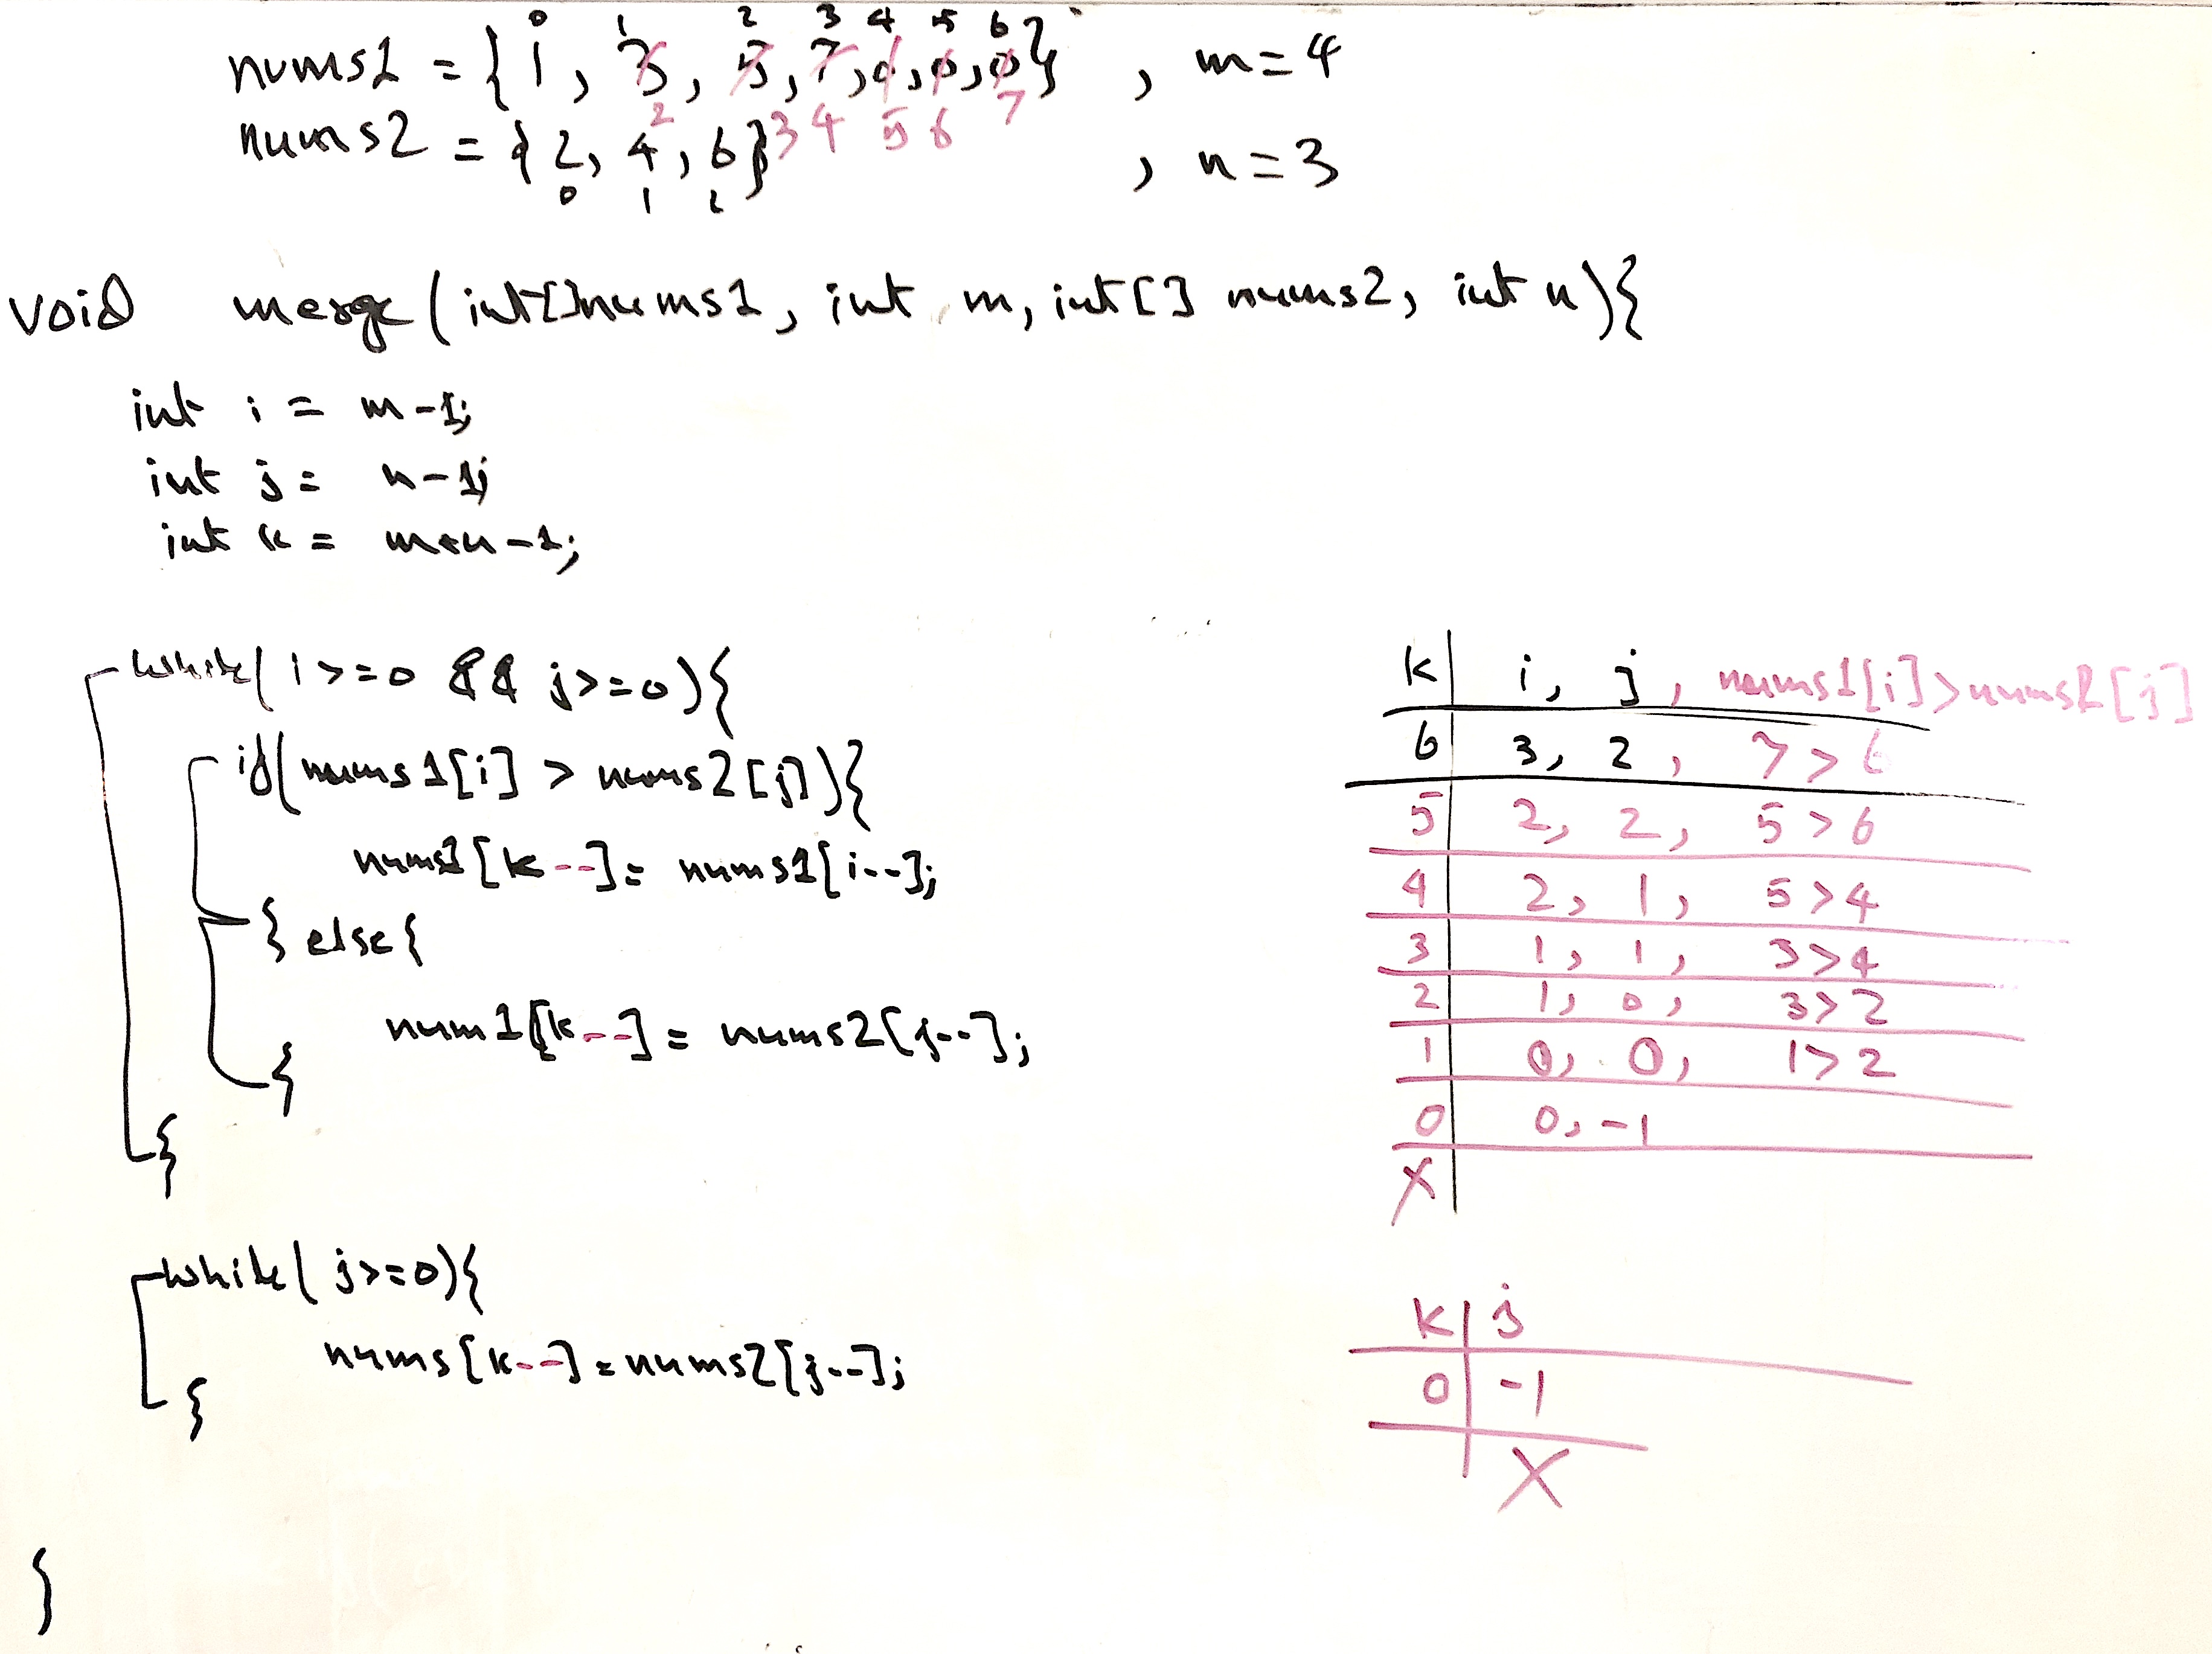 0 1 2 3 4 5 6
nums1 = {1, 3, 5, 7, 0, 0, 0} , m=4
2 3 4 5 6 7
nums2 = {2, 4, 6} , n=3
0 1 2
void merge(int[]nums1, int m, int[] nums2, int n){
int i = m-1;
int j = n-1;
int k = m+n-1;
while( i>=0 && j>=0){
if(nums1[i] > nums2[j]){
nums1[k--]= nums1[i--];
} else{
num1[k--] = nums2[j--];
}
}
while( j>=0){
nums[k--]=nums2[j--];
}
}
k i, j, nums1[i]>nums2[j]
6 3, 2, 7>6
5 2, 2, 5>6
4 2, 1, 5>4
3 1, 1, 3>4
2 1, 0, 3>2
1 0, 0, 1>2
0 0, -1
X
k j
0 -1
X